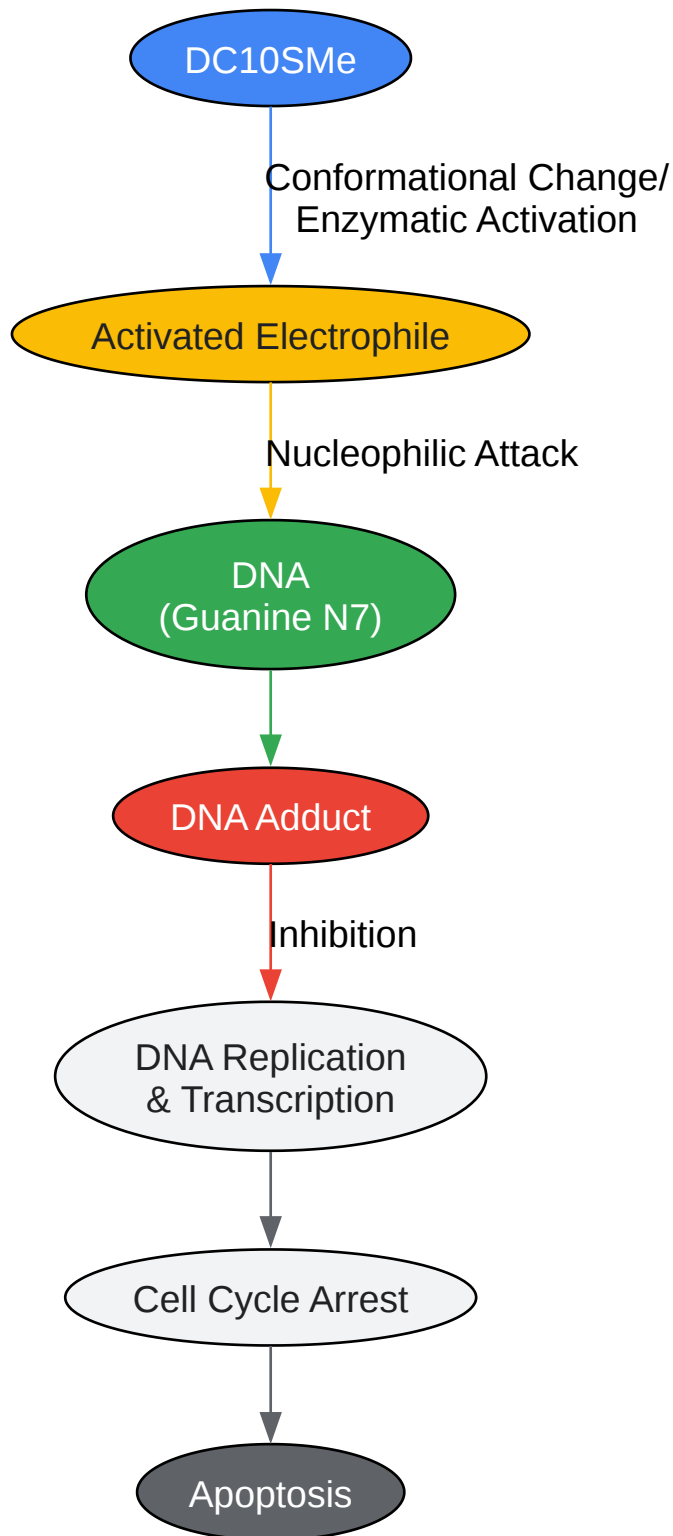 DC10SMe
Conformational Change/
Enzymatic Activation
Activated Electrophile
Nucleophilic Attack
DNA
(Guanine N7)
DNA Adduct
Inhibition
DNA Replication
& Transcription
Cell Cycle Arrest
Apoptosis